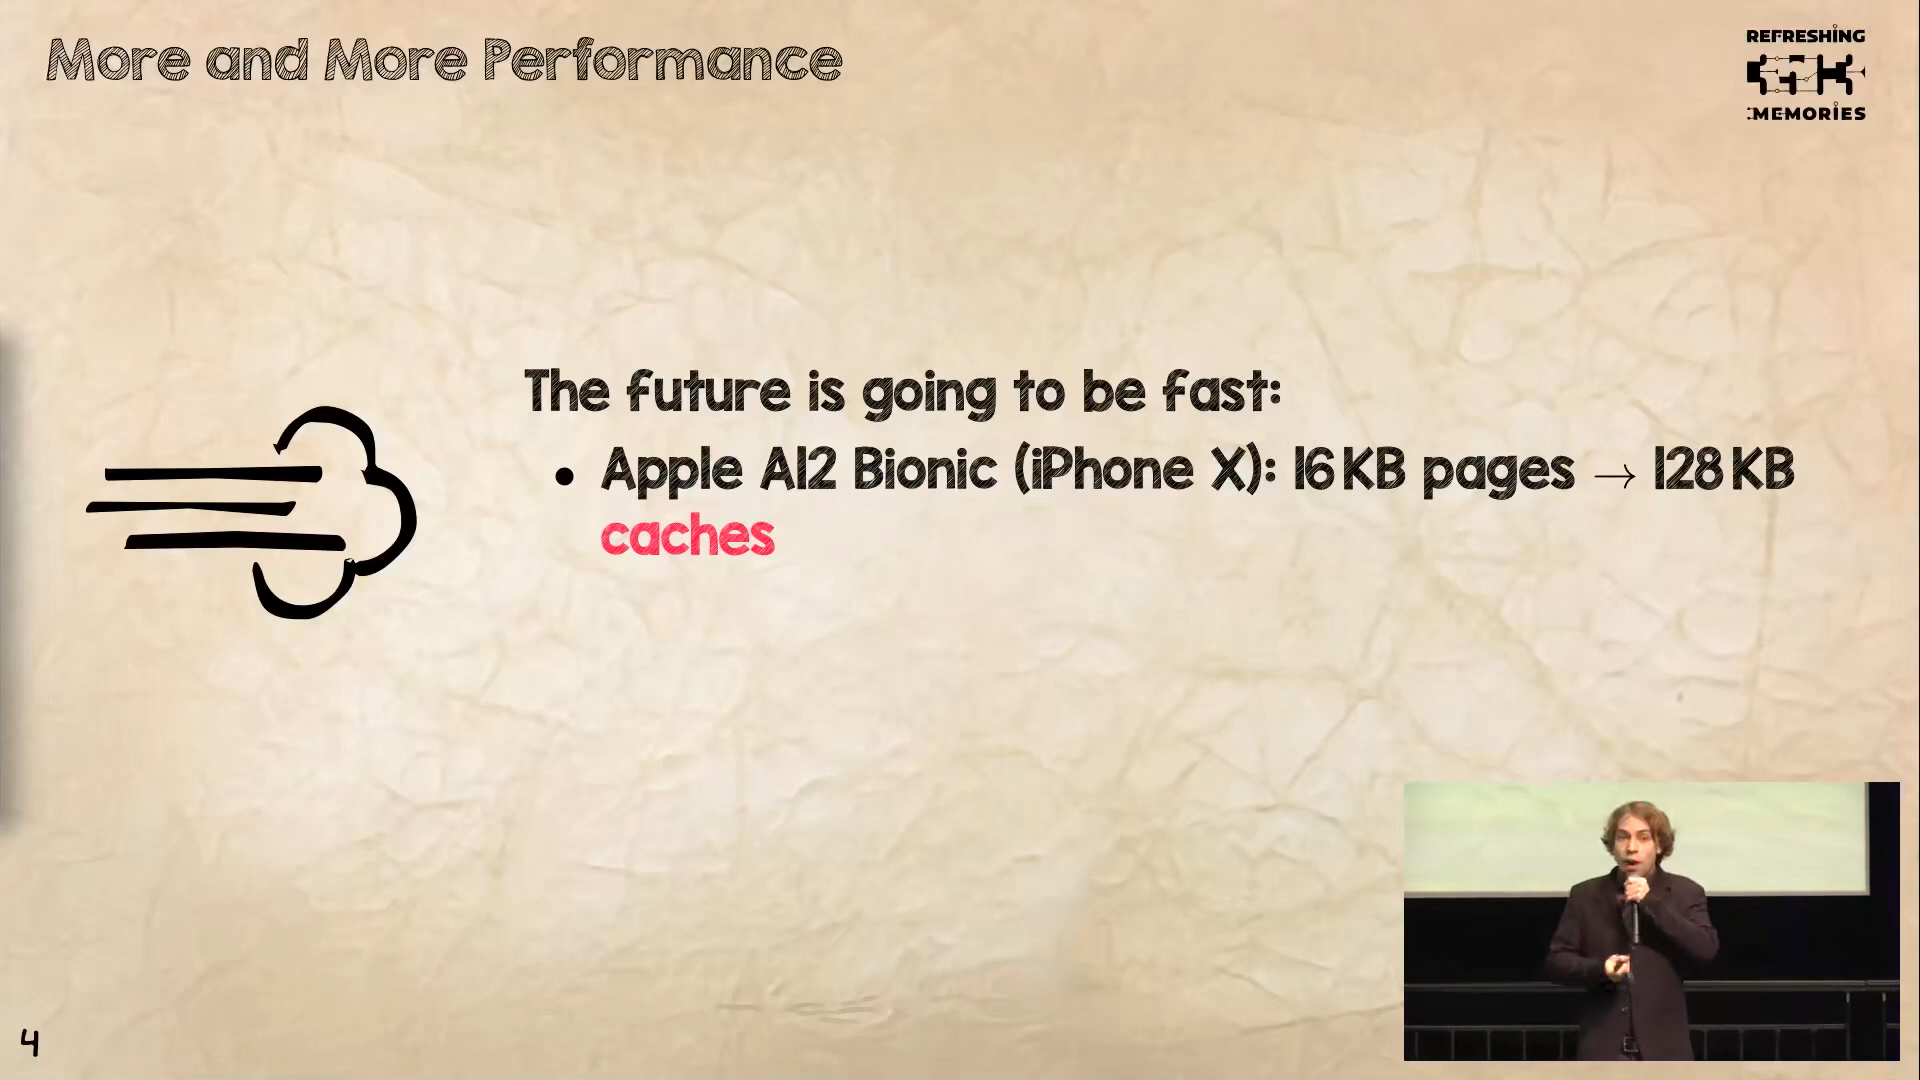 More and More Performance
REFRESHING
MEMORIES
The future is going to be fast:
• Apple A12 Bionic (iPhone X): 16 KB pages → 128 KB
caches
4